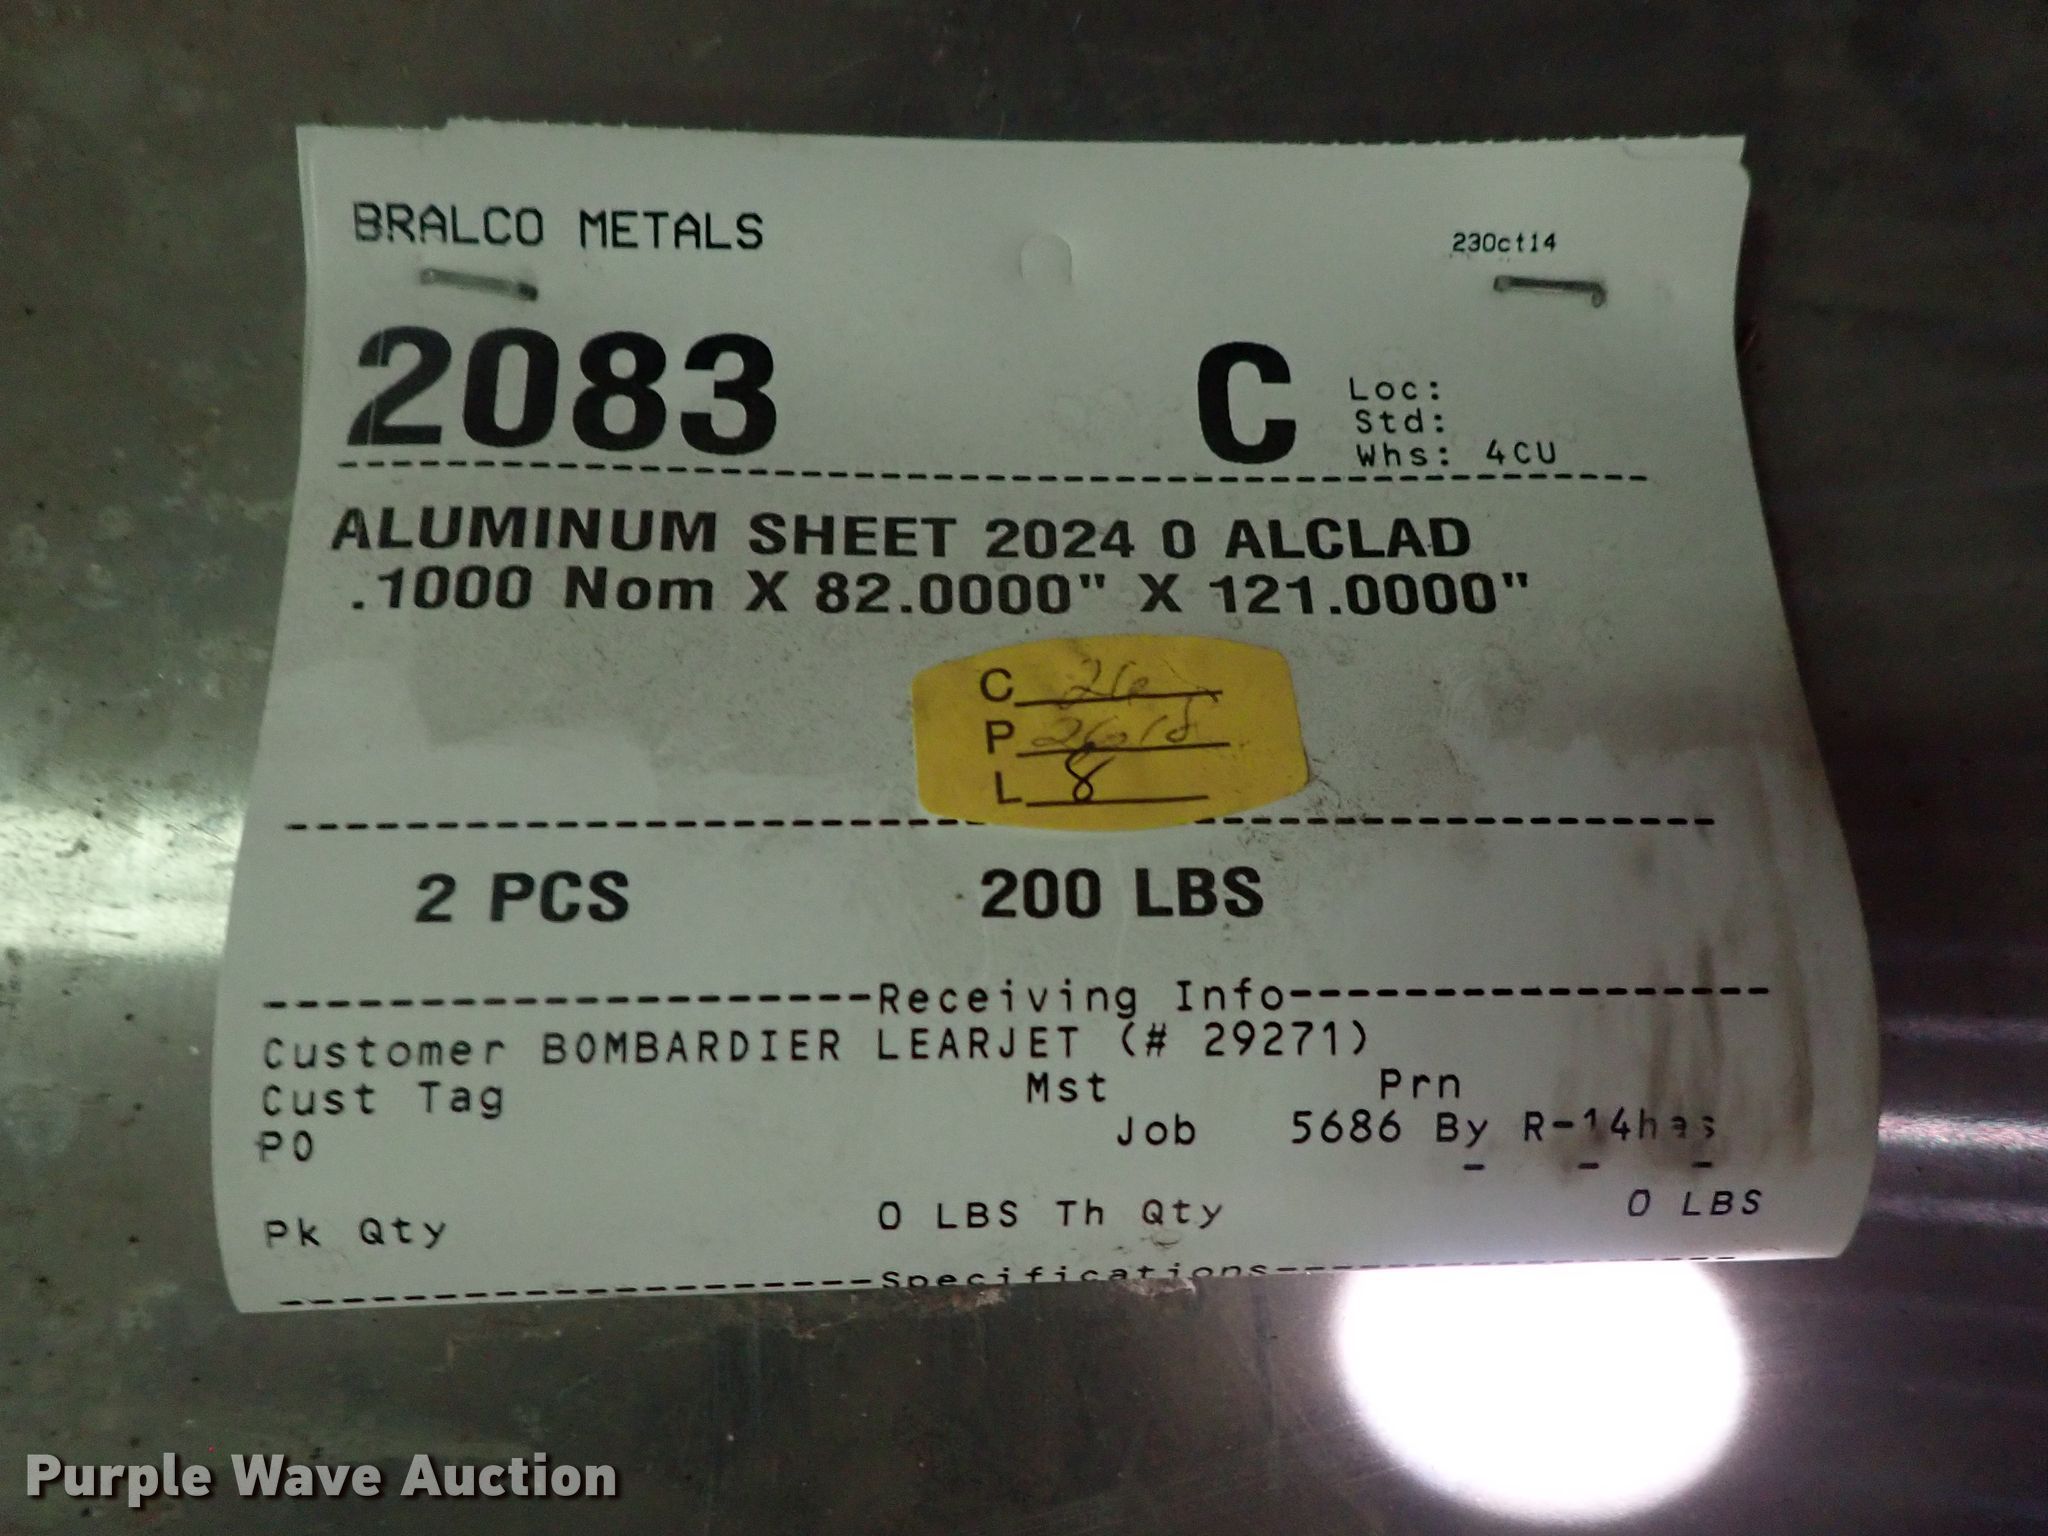 BRALCO METALS
23Oct14
2083 C
Loc:
Std:
Whs: 4CU
ALUMINUM SHEET 2024 O ALCLAD
.1000 Nom X 82.0000" X 121.0000"
C
P
L 8
2 PCS 200 LBS
Receiving Info
Customer BOMBARDIER LEARJET (# 29271)
Cust Tag Mst Prn
PO Job 5686 By R-14has
Pk Qty 0 LBS Th Qty 0 LBS
Specifications
Purple Wave Auction